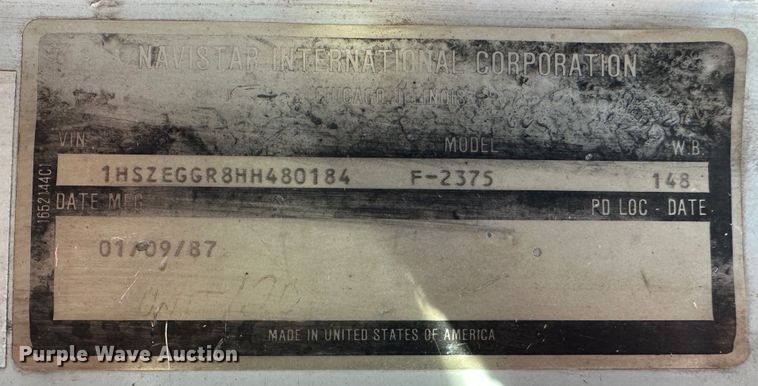 NAVISTAR INTERNATIONAL CORPORATION
CHICAGO, ILLINOIS
VIN MODEL W.B.
1HSZEGGR8HH480184 F-2375 148
DATE MFG PD LOC - DATE
01/09/87
MADE IN UNITED STATES OF AMERICA
1652144C1
Purple Wave Auction